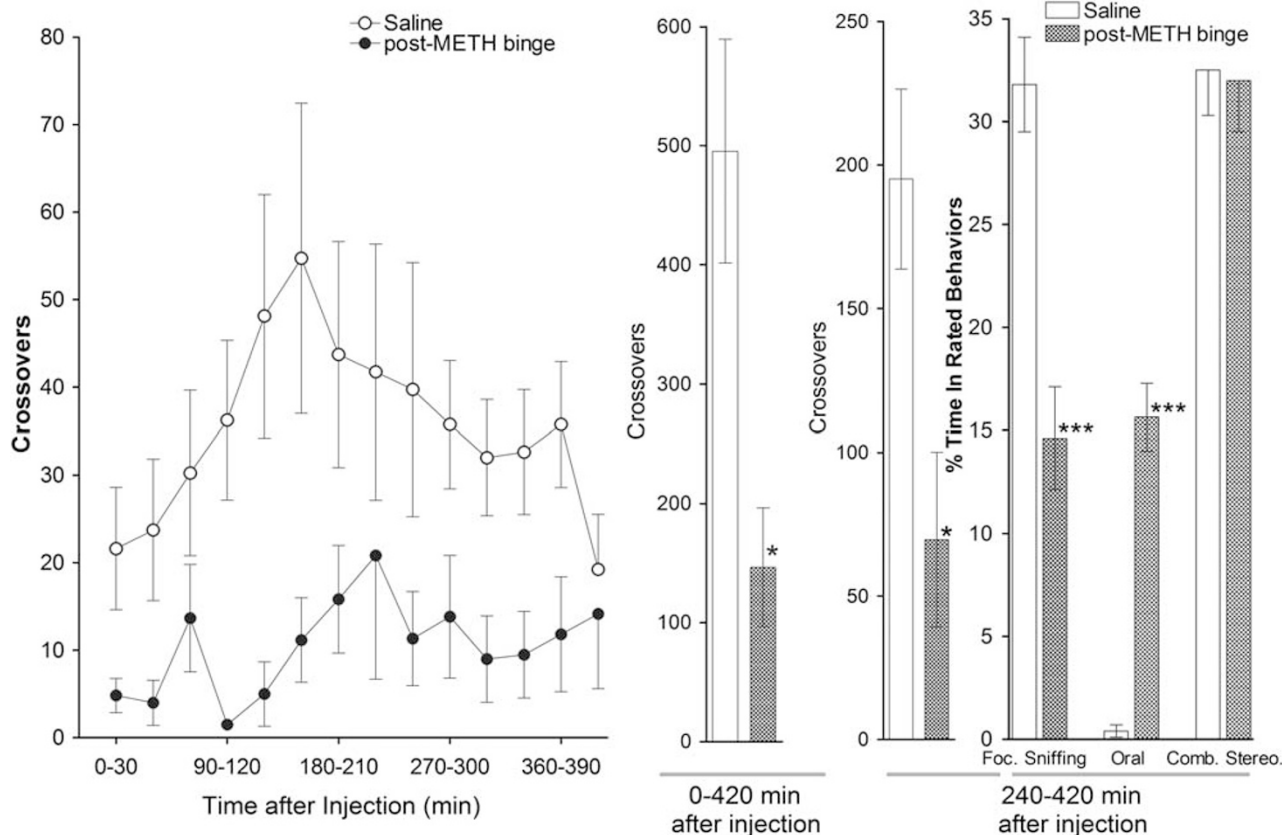 Saline
post-METH binge
80
70
60
50
40
30
20
10
0
Crossovers
0-30 90-120 180-210 270-300 360-390
Time after Injection (min)
600
500
400
300
200
100
0
Crossovers
*
0-420 min
after injection
250
200
150
100
50
0
Crossovers
*
Saline
post-METH binge
35
30
25
20
15
10
5
0
% Time In Rated Behaviors
***
***
Foc. Sniffing Oral Comb. Stereo.
240-420 min
after injection